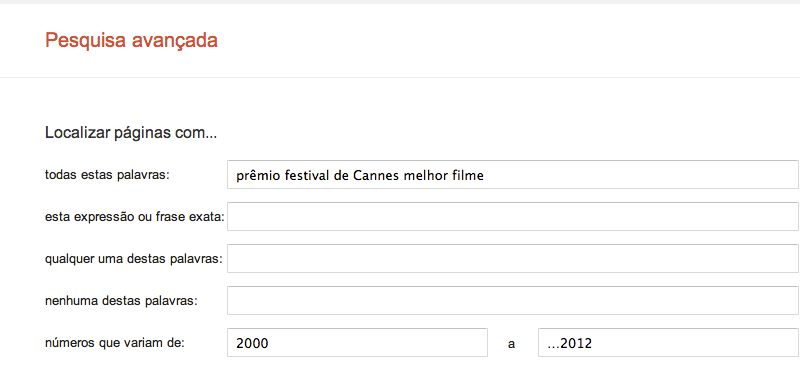 Pesquisa avançada
Localizar páginas com...
todas estas palavras: prêmio festival de Cannes melhor filme
esta expressão ou frase exata:
qualquer uma destas palavras:
nenhuma destas palavras:
números que variam de: 2000 a ...2012